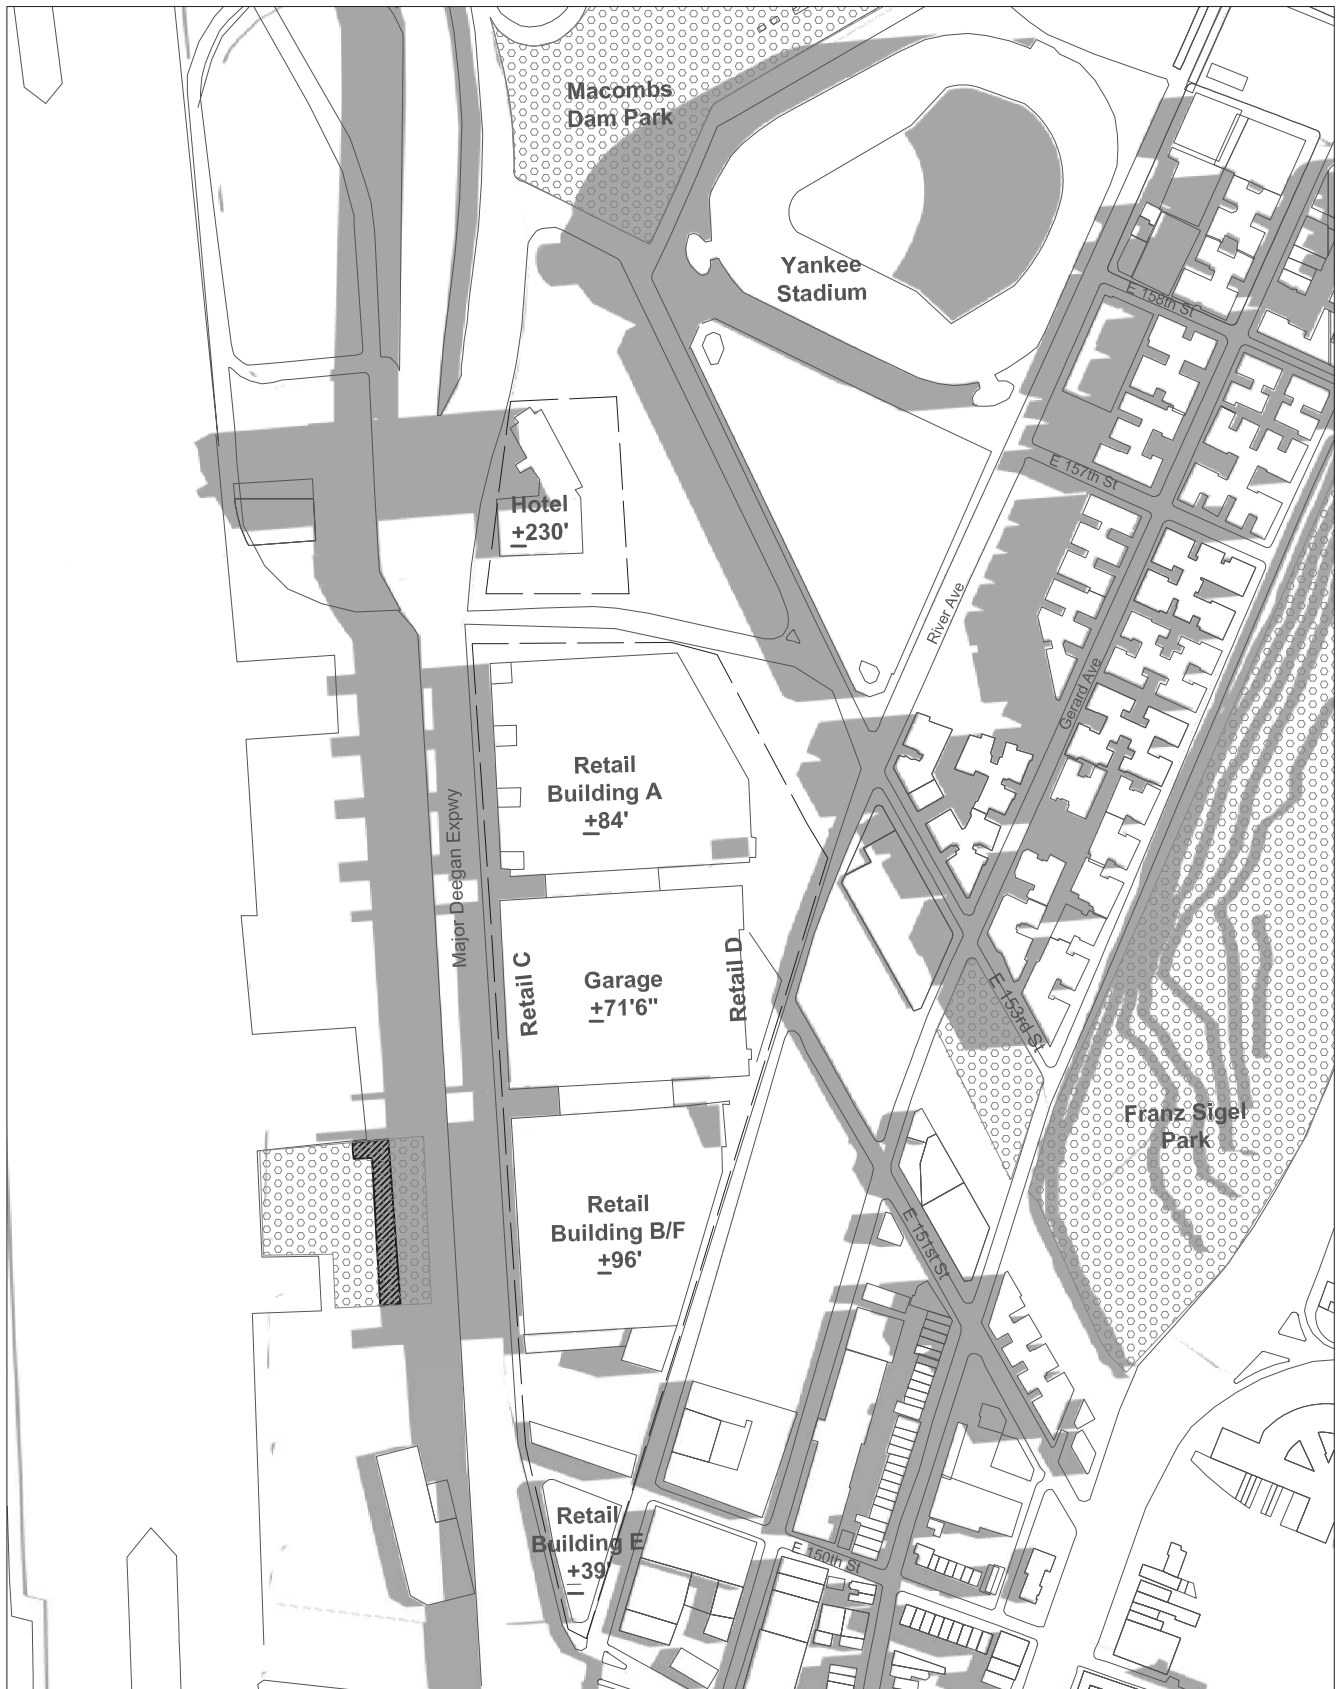 Macombs
Dam Park
Yankee
Stadium
E 158th St
E 157th St
Hotel
+230'
River Ave
Gerard Ave
Retail
Building A
+84'
Major Deegan Expwy
Retail C
Garage
+71'6"
Retail D
E 153rd St
Franz Sigel
Park
Retail
Building B/F
+96'
E 151st St
Retail
Building E
+39'
E 150th St